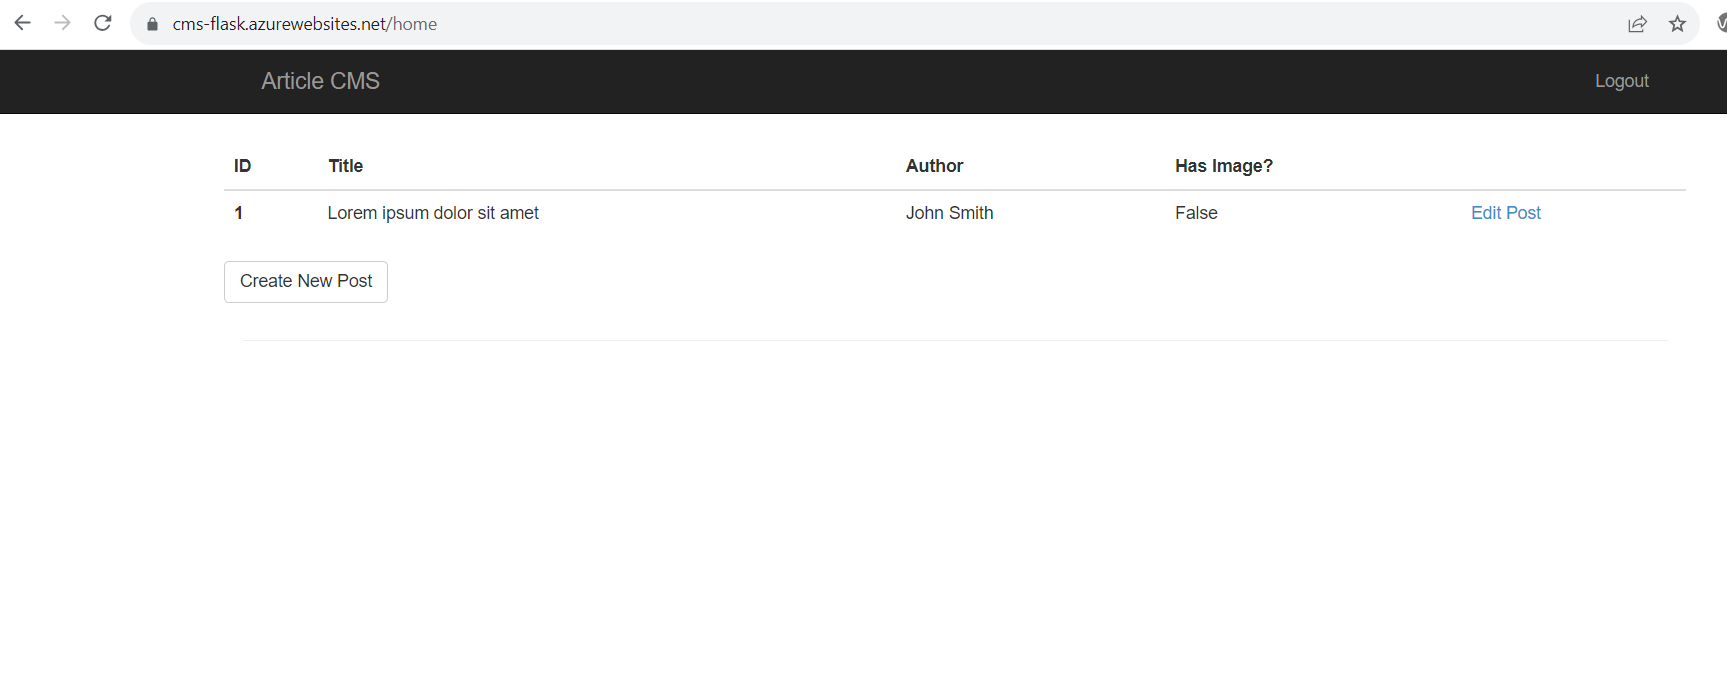 cms-flask.azurewebsites.net/home
Article CMS Logout
ID Title Author Has Image?
1 Lorem ipsum dolor sit amet John Smith False Edit Post
Create New Post